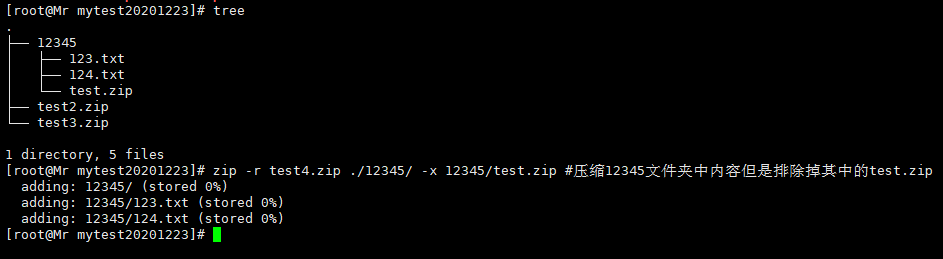 [root@Mr mytest20201223]# tree
.
├── 12345
│   ├── 123.txt
│   ├── 124.txt
│   └── test.zip
├── test2.zip
└── test3.zip

1 directory, 5 files
[root@Mr mytest20201223]# zip -r test4.zip ./12345/ -x 12345/test.zip #压缩12345文件夹中内容但是排除掉其中的test.zip
  adding: 12345/ (stored 0%)
  adding: 12345/123.txt (stored 0%)
  adding: 12345/124.txt (stored 0%)
[root@Mr mytest20201223]#